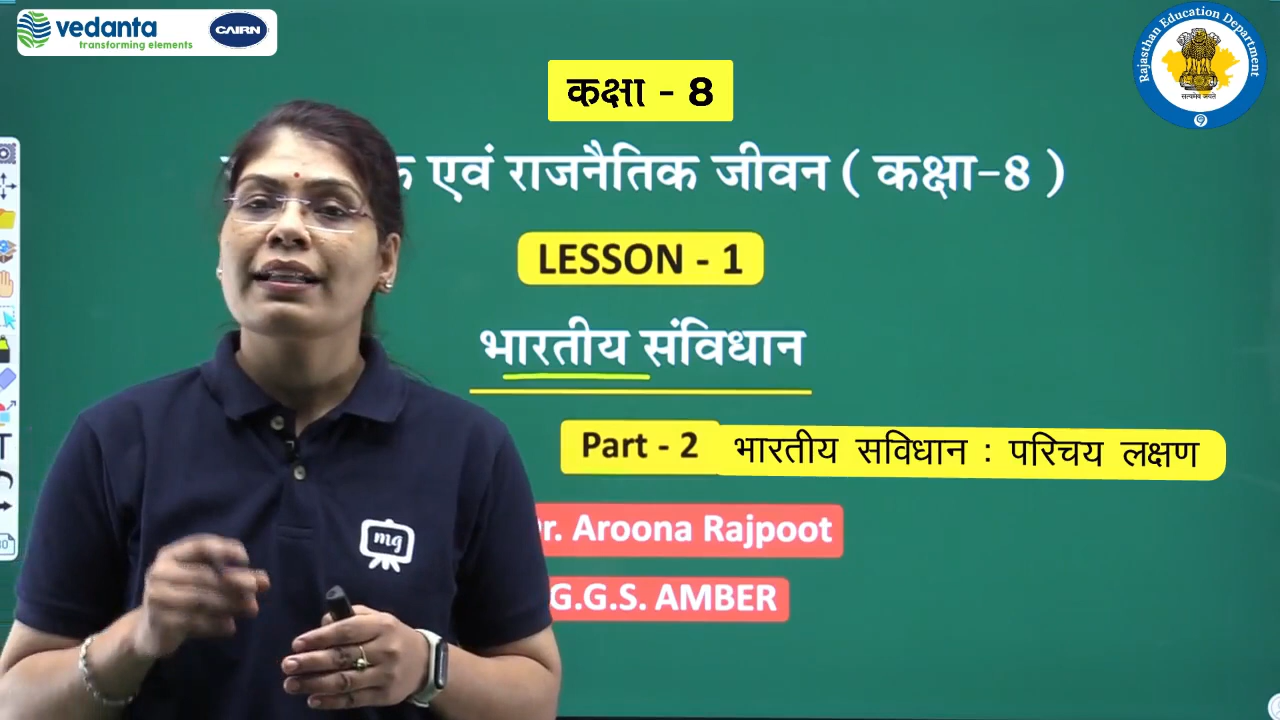 vedanta
transforming elements
CAIRN
Rajasthan Education Department
सत्यमेव जयते
कक्षा - 8
एवं राजनैतिक जीवन ( कक्षा-8 )
LESSON - 1
भारतीय संविधान
Part - 2 भारतीय सविधान : परिचय लक्षण
Aroona Rajpoot
G.G.S. AMBER
mg